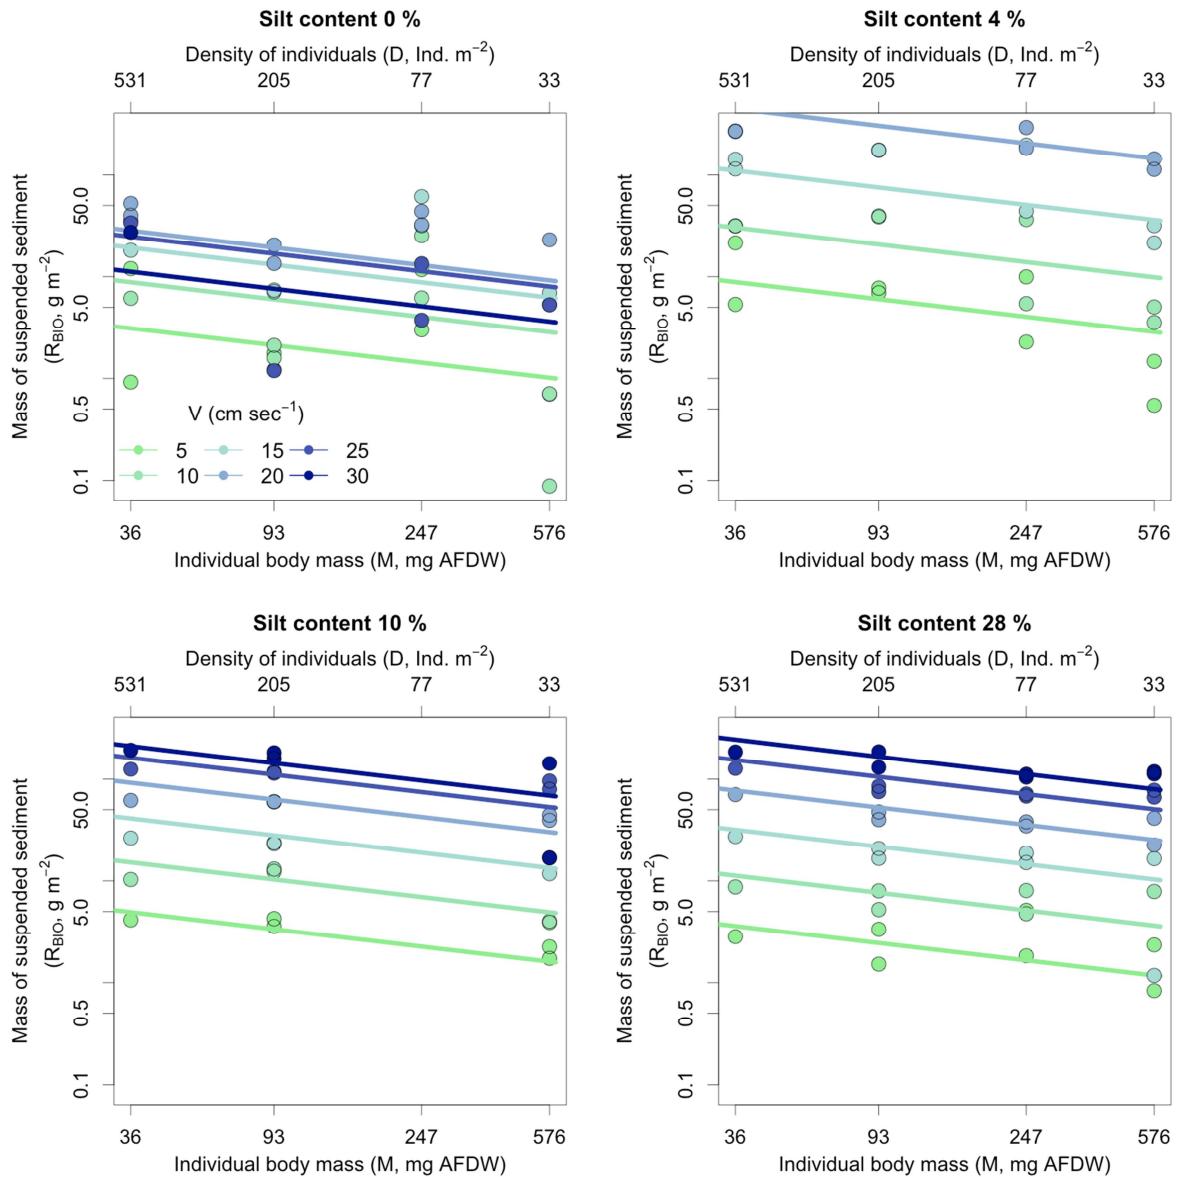 Silt content 0 %
Density of individuals (D, Ind. m−2)
531 205 77 33
Mass of suspended sediment
(RBIO, g m−2)
50.0
5.0
0.5
0.1
V (cm sec−1)
5 15 25
10 20 30
36 93 247 576
Individual body mass (M, mg AFDW)
Silt content 4 %
Density of individuals (D, Ind. m−2)
531 205 77 33
Mass of suspended sediment
(RBIO, g m−2)
50.0
5.0
0.5
0.1
36 93 247 576
Individual body mass (M, mg AFDW)
Silt content 10 %
Density of individuals (D, Ind. m−2)
531 205 77 33
Mass of suspended sediment
(RBIO, g m−2)
50.0
5.0
0.5
0.1
36 93 247 576
Individual body mass (M, mg AFDW)
Silt content 28 %
Density of individuals (D, Ind. m−2)
531 205 77 33
Mass of suspended sediment
(RBIO, g m−2)
50.0
5.0
0.5
0.1
36 93 247 576
Individual body mass (M, mg AFDW)